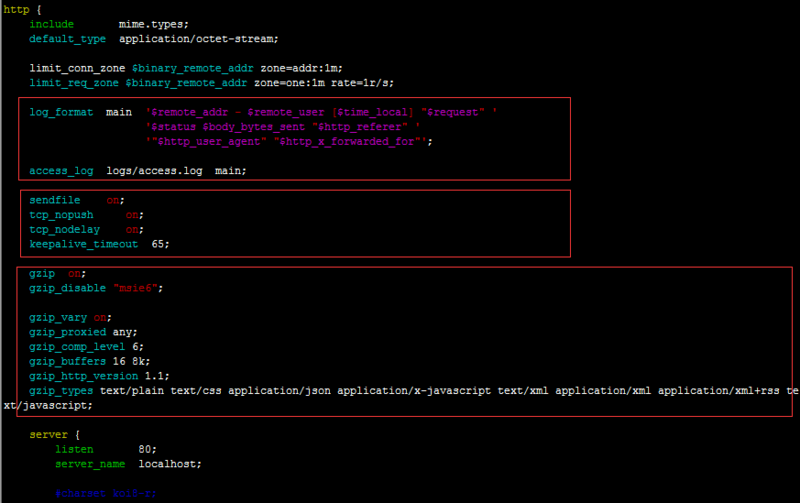 http {
    include       mime.types;
    default_type  application/octet-stream;
    limit_conn_zone $binary_remote_addr zone=addr:1m;
    limit_req_zone $binary_remote_addr zone=one:1m rate=1r/s;
    log_format  main  '$remote_addr - $remote_user [$time_local] "$request" '
                      '$status $body_bytes_sent "$http_referer" '
                      '"$http_user_agent" "$http_x_forwarded_for"';
    access_log  logs/access.log  main;
    sendfile    on;
    tcp_nopush     on;
    tcp_nodelay    on;
    keepalive_timeout  65;
    gzip  on;
    gzip_disable "msie6";
    gzip_vary on;
    gzip_proxied any;
    gzip_comp_level 6;
    gzip_buffers 16 8k;
    gzip_http_version 1.1;
    gzip_types text/plain text/css application/json application/x-javascript text/xml application/xml application/xml+rss te
xt/javascript;
    server {
        listen       80;
        server_name  localhost;
        #charset koi8-r;